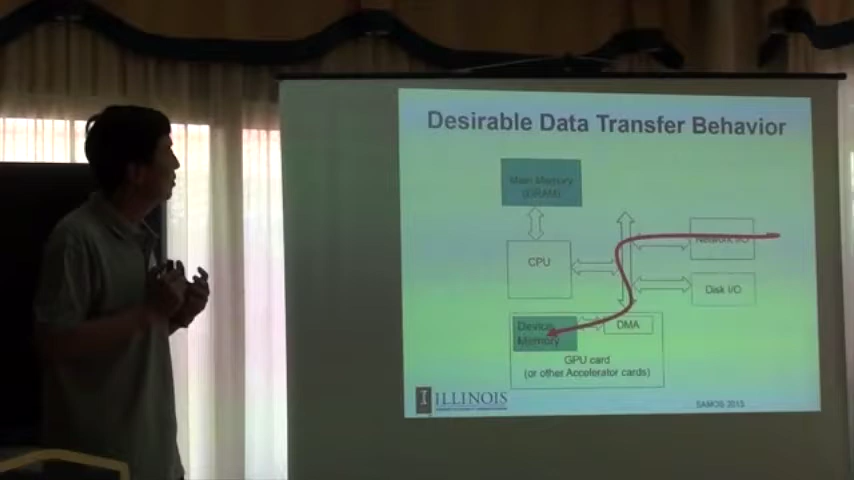 Desirable Data Transfer Behavior
Main Memory
(DRAM)
Network I/O
CPU
Disk I/O
Device
Memory
DMA
GPU card
(or other Accelerator cards)
I ILLINOIS
SAMOS 2013